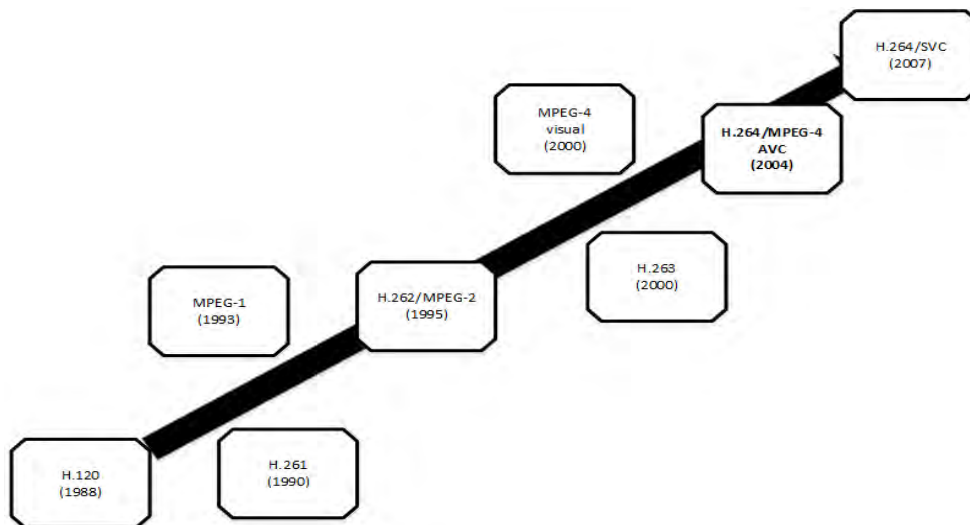 H.264/SVC
(2007)
MPEG-4
visual
(2000)
H.264/MPEG-4
AVC
(2004)
H.263
(2000)
MPEG-1
(1993)
H.262/MPEG-2
(1995)
H.120
(1988)
H.261
(1990)